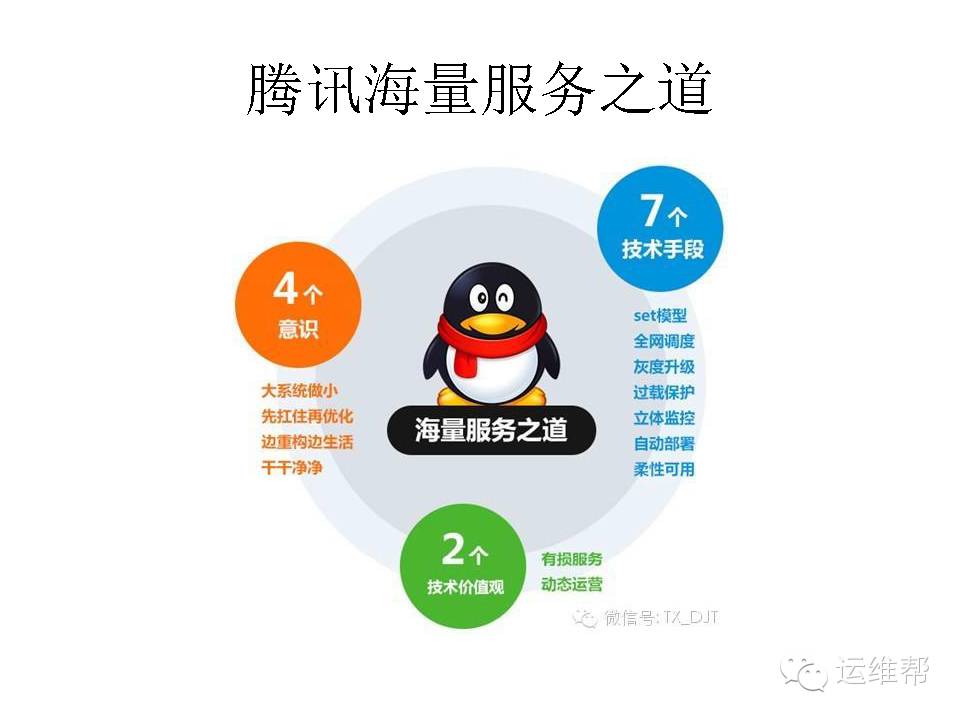 腾讯海量服务之道
7个
技术手段
4个
意识
set模型
全网调度
灰度升级
过载保护
立体监控
自动部署
柔性可用
大系统做小
先扛住再优化
边重构边生活
干干净净
海量服务之道
2个
技术价值观
有损服务
动态运营
微信号: TX_DJT
运维帮